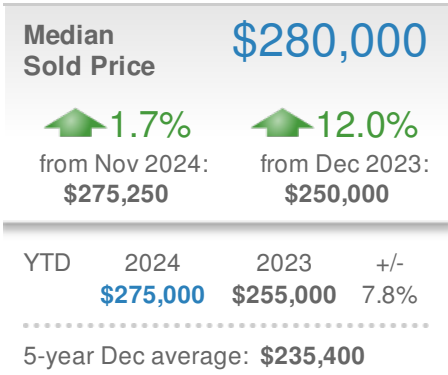 Median
Sold Price
$280,000
1.7%
from Nov 2024:
$275,250
12.0%
from Dec 2023:
$250,000
YTD 2024 2023 +/-
$275,000 $255,000 7.8%
5-year Dec average: $235,400